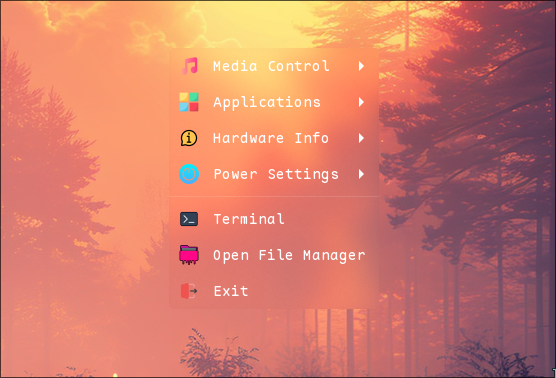 Media Control
Applications
Hardware Info
Power Settings
Terminal
Open File Manager
Exit